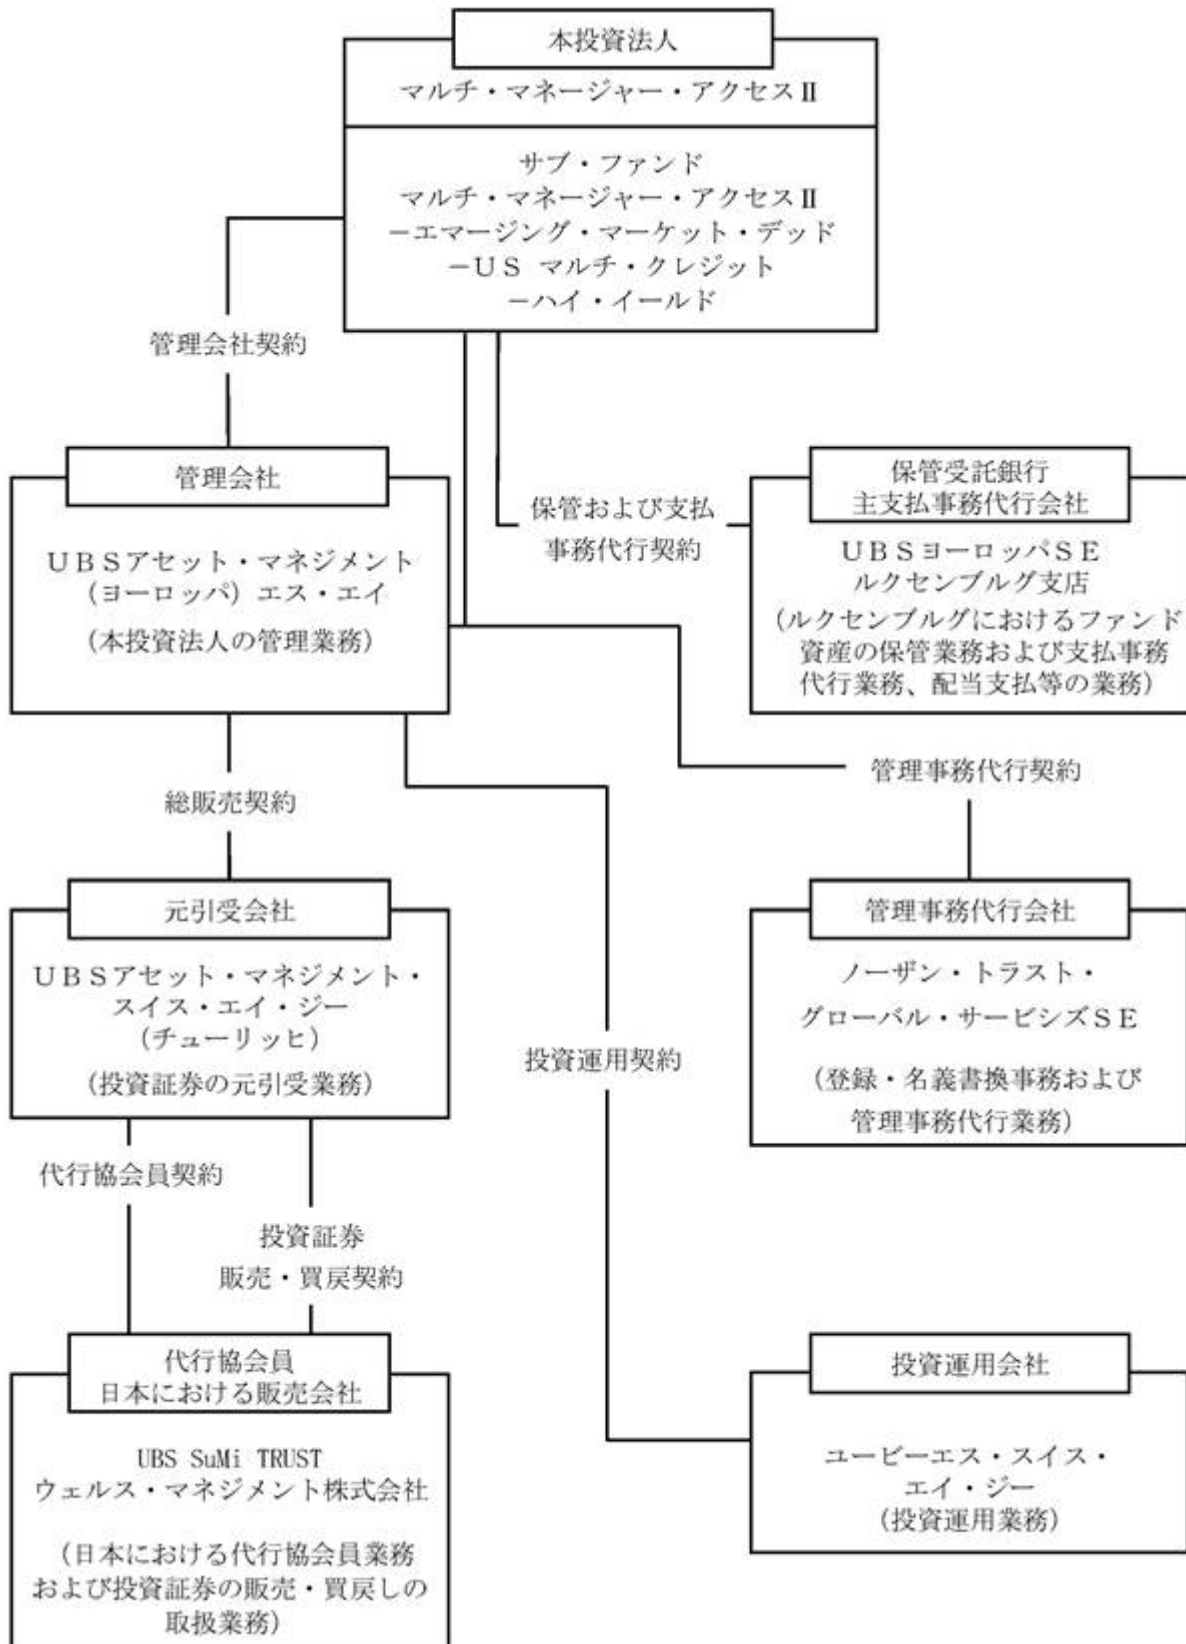 本投資法人
マルチ・マネージャー・アクセスⅡ
サブ・ファンド
マルチ・マネージャー・アクセスⅡ
－エマージング・マーケット・デッド
－ＵＳ マルチ・クレジット
－ハイ・イールド
管理会社契約
管理会社
ＵＢＳアセット・マネジメント
（ヨーロッパ）エス・エイ
（本投資法人の管理業務）
保管および支払
事務代行契約
保管受託銀行
主支払事務代行会社
ＵＢＳヨーロッパＳＥ
ルクセンブルグ支店
（ルクセンブルグにおけるファンド
資産の保管業務および支払事務
代行業務、配当支払等の業務）
総販売契約
管理事務代行契約
元引受会社
ＵＢＳアセット・マネジメント・
スイス・エイ・ジー
（チューリッヒ）
（投資証券の元引受業務）
投資運用契約
管理事務代行会社
ノーザン・トラスト・
グローバル・サービシズＳＥ
（登録・名義書換事務および
管理事務代行業務）
代行協会員契約
投資証券
販売・買戻契約
代行協会員
日本における販売会社
UBS SuMi TRUST
ウェルス・マネジメント株式会社
（日本における代行協会員業務
および投資証券の販売・買戻しの
取扱業務）
投資運用会社
ユービーエス・スイス・
エイ・ジー
（投資運用業務）